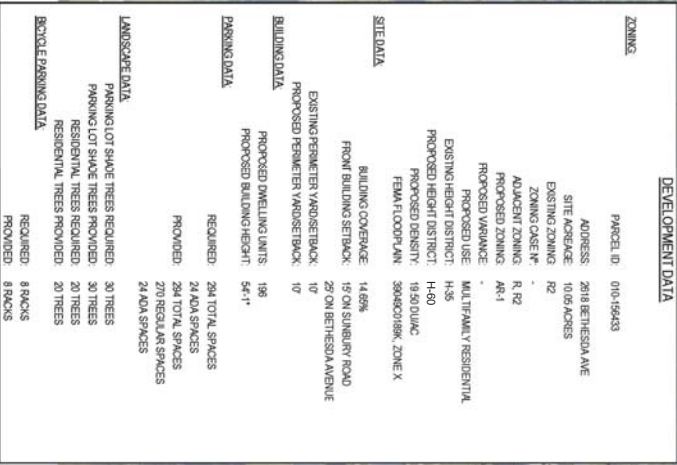 DEVELOPMENT DATA
ZONING:
PARCEL ID: 010-156433
ADDRESS: 2618 BETHESDA AVE
SITE ACREAGE: 10.05 ACRES
EXISTING ZONING: R2
ZONING CASE Nº: -
ADJACENT ZONING: R, R2
PROPOSED ZONING: AR-1
PROPOSED VARIANCE: -
PROPOSED USE: MULTIFAMILY RESIDENTIAL
EXISTING HEIGHT DISTRICT: H-35
PROPOSED HEIGHT DISTRICT: H-60
PROPOSED DENSITY: 19.50 DU/AC
FEMA FLOODPLAIN: 39049C0189K, ZONE X
SITE DATA:
BUILDING COVERAGE: 14.65%
FRONT BUILDING SETBACK: 15' ON SUNBURY ROAD
25' ON BETHESDA AVENUE
EXISTING PERIMETER YARD/SETBACK: 10'
PROPOSED PERIMETER YARD/SETBACK: 10'
BUILDING DATA:
PROPOSED DWELLING UNITS: 196
PROPOSED BUILDING HEIGHT: 54'-1"
PARKING DATA:
REQUIRED: 294 TOTAL SPACES
24 ADA SPACES
PROVIDED: 294 TOTAL SPACES
270 REGULAR SPACES
24 ADA SPACES
LANDSCAPE DATA:
PARKING LOT SHADE TREES REQUIRED: 30 TREES
PARKING LOT SHADE TREES PROVIDED: 30 TREES
RESIDENTIAL TREES REQUIRED: 20 TREES
RESIDENTIAL TREES PROVIDED: 20 TREES
BICYCLE PARKING DATA:
REQUIRED: 8 RACKS
PROVIDED: 8 RACKS